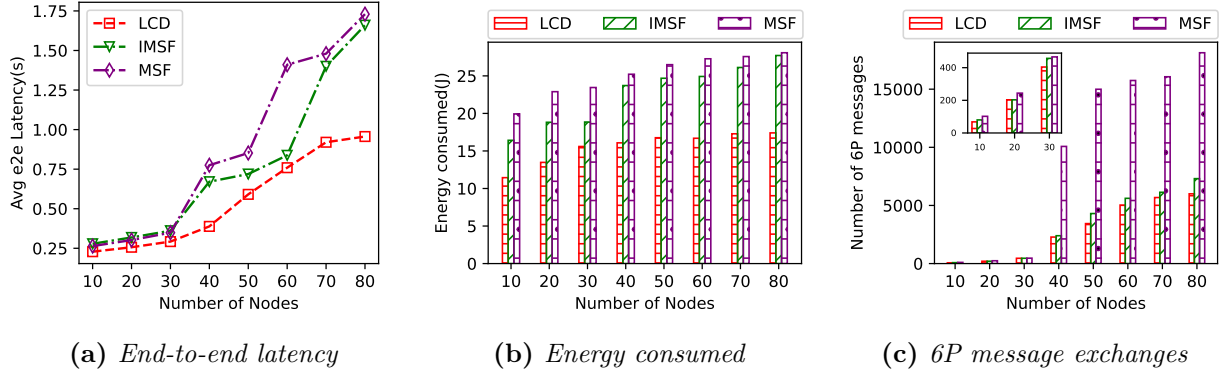 LCD
IMSF
MSF
1.75
1.50
1.25
1.00
0.75
0.50
0.25
Avg e2e Latency(s)
10 20 30 40 50 60 70 80
Number of Nodes
(a) End-to-end latency
LCD IMSF MSF
25
20
15
10
5
0
Energy consumed(J)
10 20 30 40 50 60 70 80
Number of Nodes
(b) Energy consumed
LCD IMSF MSF
15000
10000
5000
0
Number of 6P messages
400
200
0
10 20 30
10 20 30 40 50 60 70 80
Number of Nodes
(c) 6P message exchanges